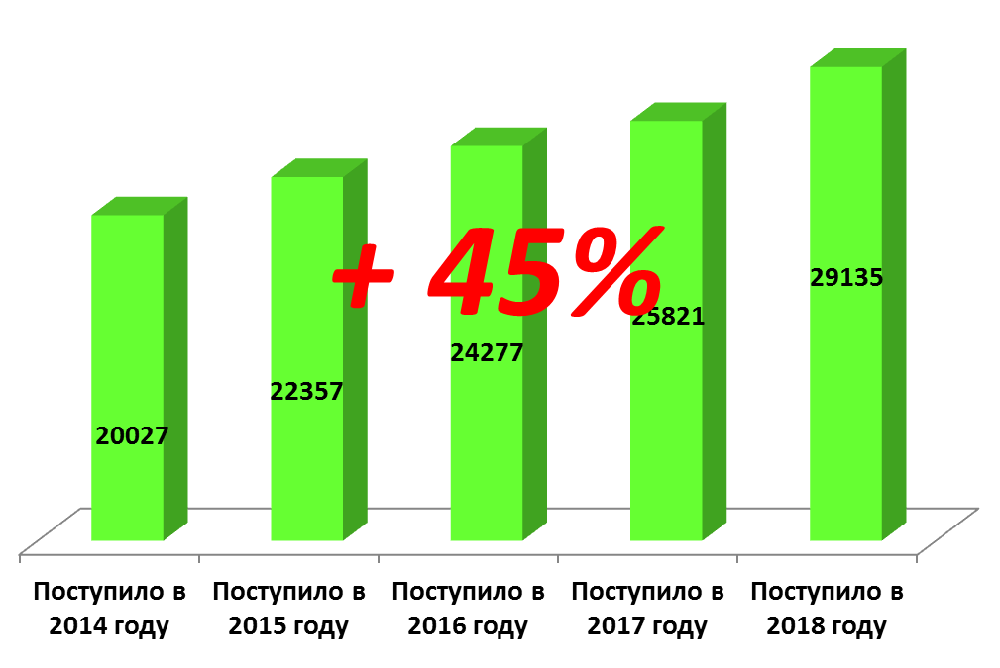 + 45%
29135
25821
24277
22357
20027
Поступило в
2014 году
Поступило в
2015 году
Поступило в
2016 году
Поступило в
2017 году
Поступило в
2018 году